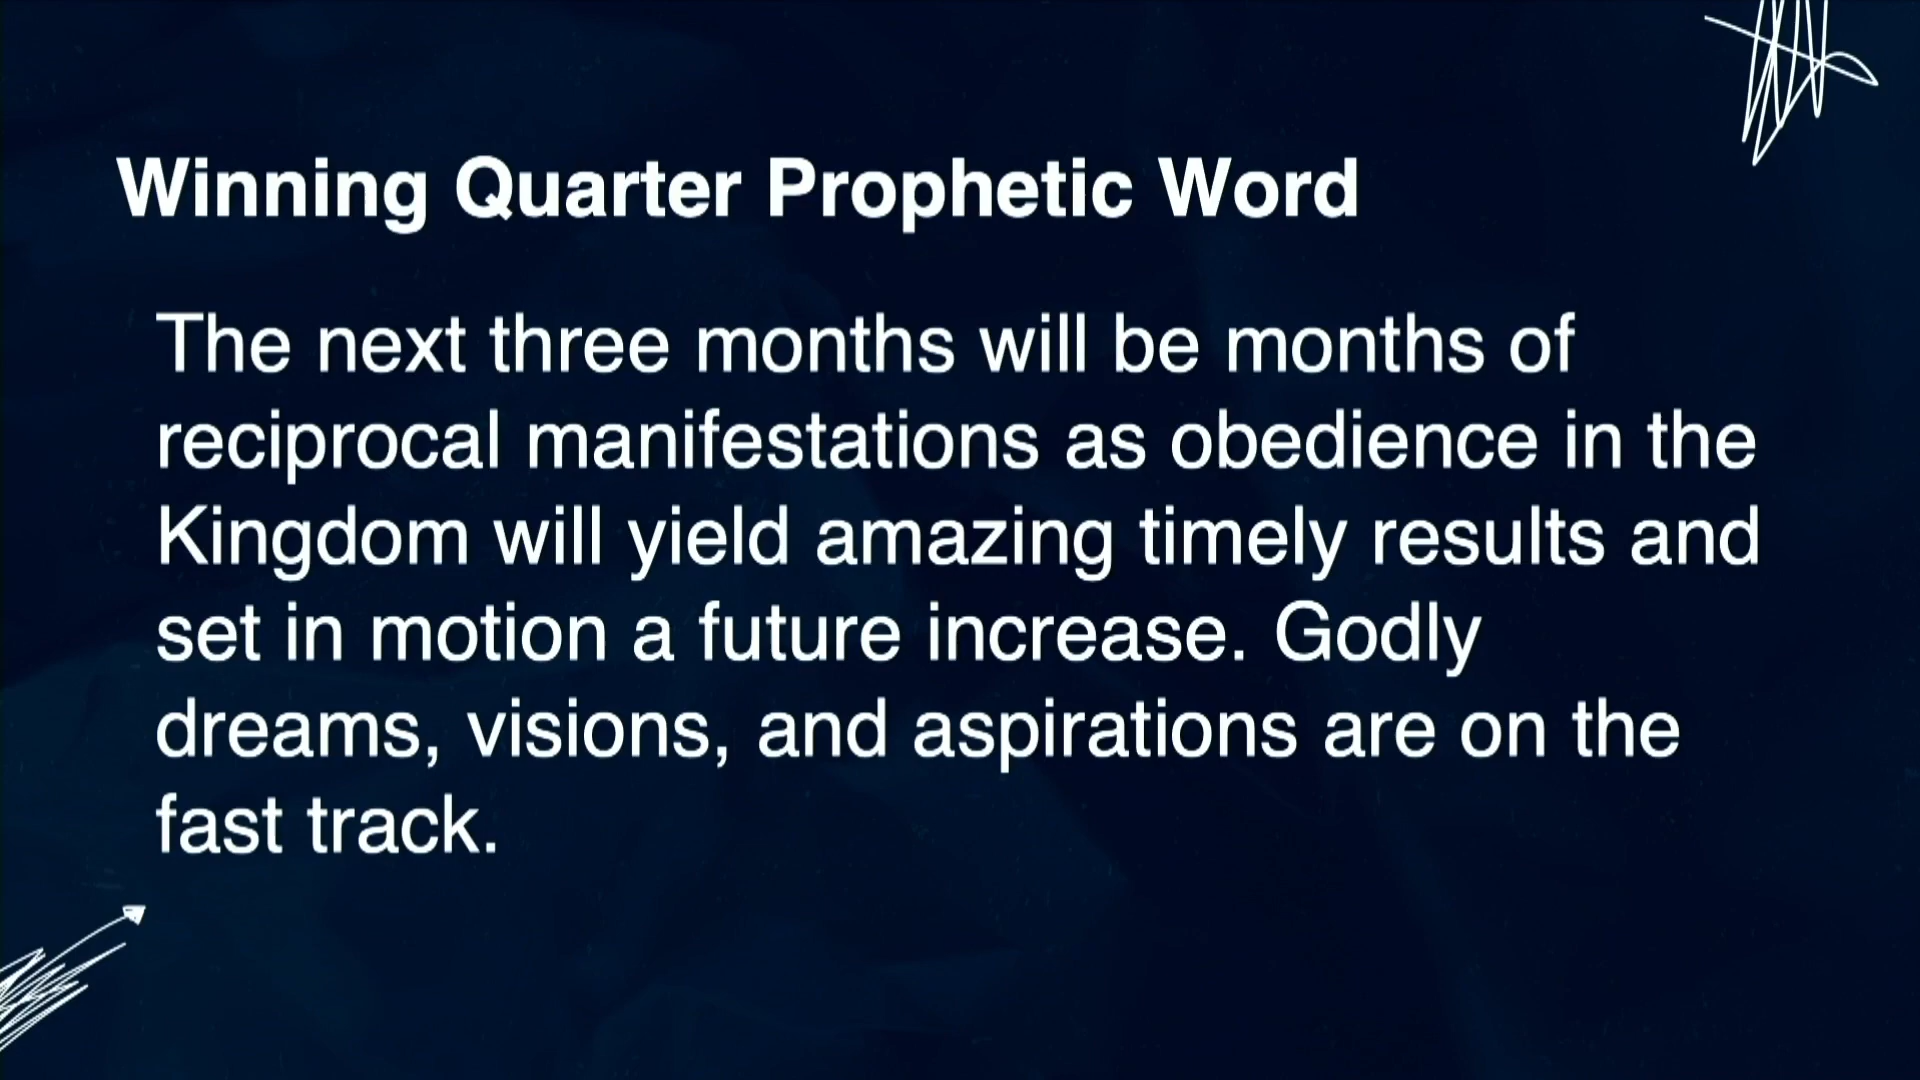 Winning Quarter Prophetic Word
The next three months will be months of
reciprocal manifestations as obedience in the
Kingdom will yield amazing timely results and
set in motion a future increase. Godly
dreams, visions, and aspirations are on the
fast track.